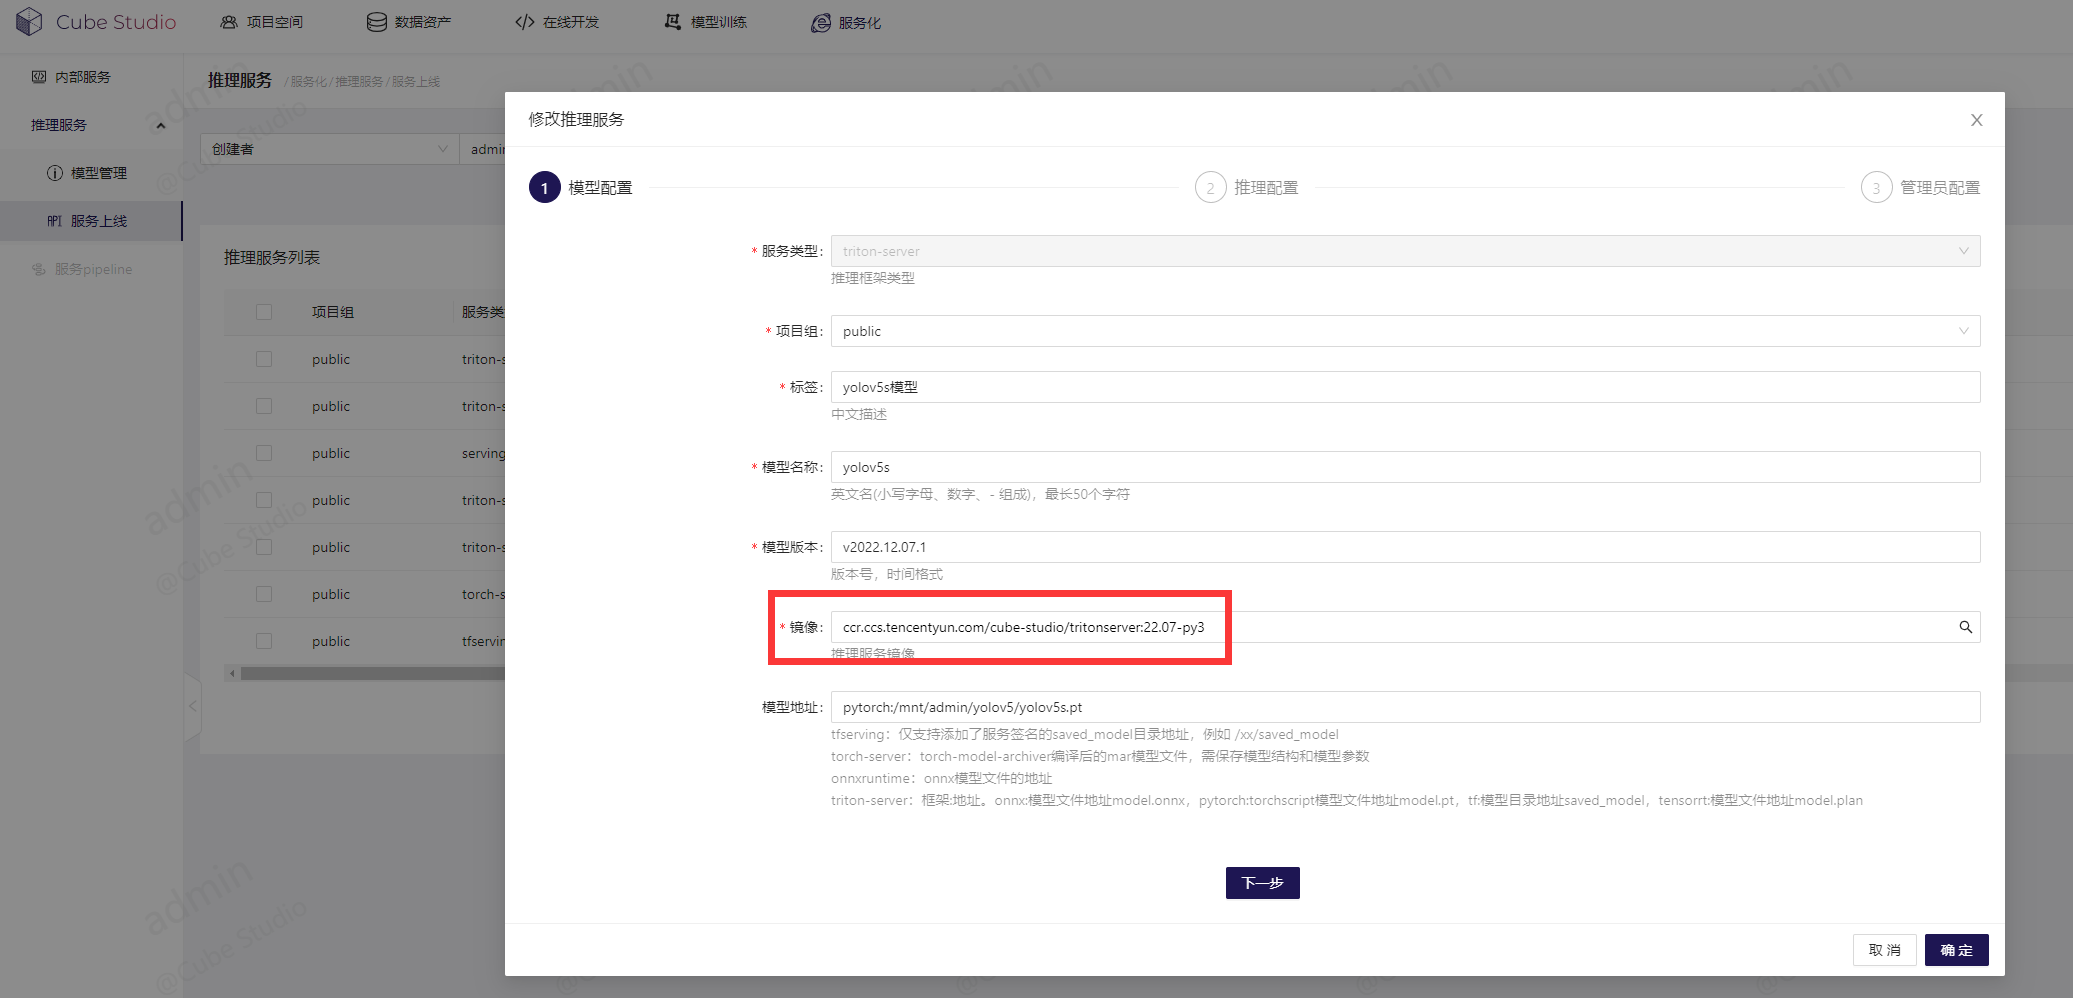 Cube Studio
项目空间
数据资产
在线开发
模型训练
服务化
内部服务
推理服务
模型管理
API 服务上线
服务pipeline
推理服务 / 服务化 / 推理服务 / 服务上线
创建者
admin
推理服务列表
项目组 服务类
public triton-s
public triton-s
public serving
public triton-s
public triton-s
public torch-s
public tfservin
修改推理服务
1 模型配置
2 推理配置
3 管理员配置
* 服务类型: triton-server
推理框架类型
* 项目组: public
* 标签: yolov5s模型
中文描述
* 模型名称: yolov5s
英文名(小写字母、数字、- 组成)，最长50个字符
* 模型版本: v2022.12.07.1
版本号，时间格式
* 镜像: ccr.ccs.tencentyun.com/cube-studio/tritonserver:22.07-py3
推理服务镜像
模型地址: pytorch:/mnt/admin/yolov5/yolov5s.pt
tfserving：仅支持添加了服务签名的saved_model目录地址，例如 /xx/saved_model
torch-server：torch-model-archiver编译后的mar模型文件，需保存模型结构和模型参数
onnxruntime：onnx模型文件的地址
triton-server：框架:地址。onnx:模型文件地址model.onnx，pytorch:torchscript模型文件地址model.pt，tf:模型目录地址saved_model，tensorrt:模型文件地址model.plan
下一步
取 消
确 定
admin
@Cube Studio
admin
@Cube Studio
admin
@Cube Studio